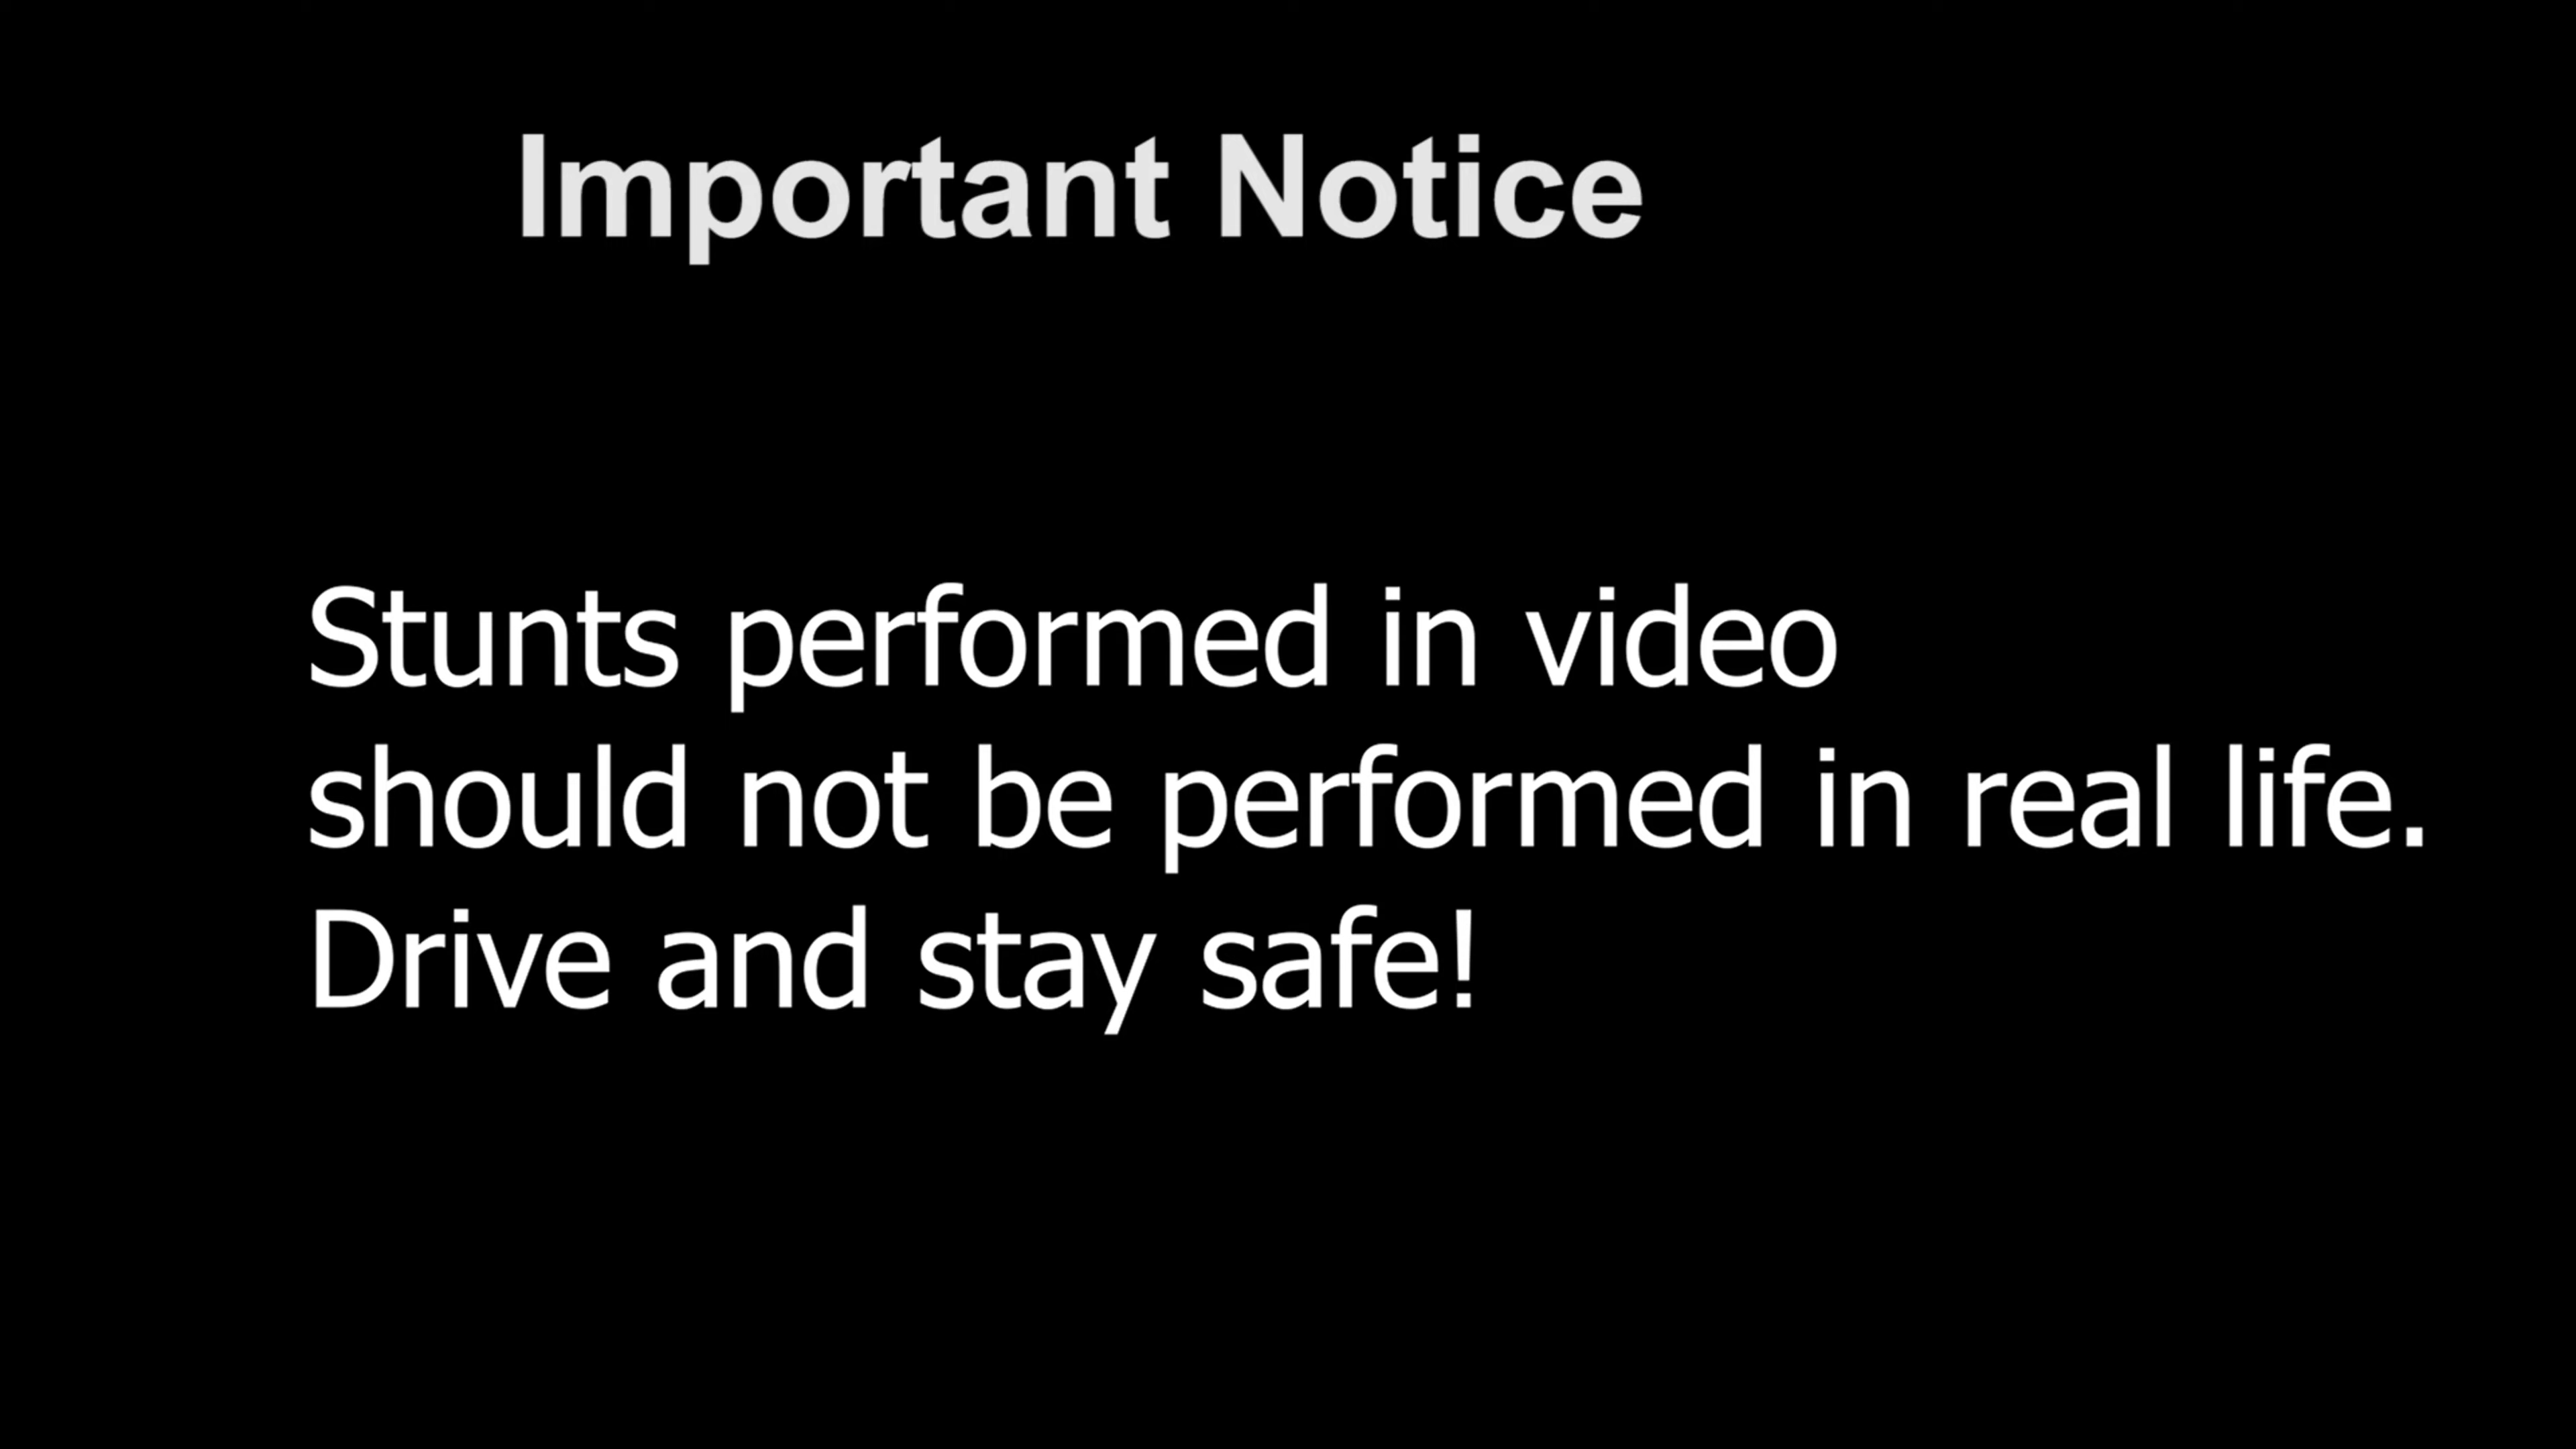 Important Notice
Stunts performed in video
should not be performed in real life.
Drive and stay safe!